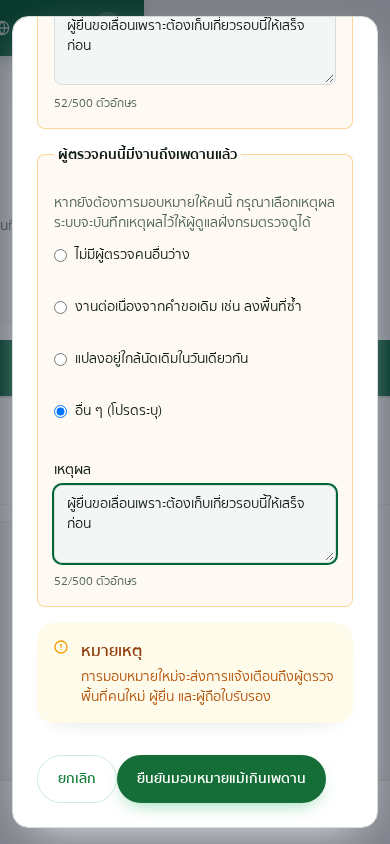 ผู้ยื่นขอเลื่อนเพราะต้องเก็บเกี่ยวรอบนี้ให้เสร็จ
ก่อน
52/500 ตัวอักษร
ผู้ตรวจคนนี้มีงานถึงเพดานแล้ว
หากยังต้องการมอบหมายให้คนนี้ กรุณาเลือกเหตุผล
ระบบจะบันทึกเหตุผลไว้ให้ผู้ดูแลฝั่งกรมตรวจดูได้
ไม่มีผู้ตรวจคนอื่นว่าง
งานต่อเนื่องจากคำขอเดิม เช่น ลงพื้นที่ซ้ำ
แปลงอยู่ใกล้นัดเดิมในวันเดียวกัน
อื่น ๆ (โปรดระบุ)
เหตุผล
ผู้ยื่นขอเลื่อนเพราะต้องเก็บเกี่ยวรอบนี้ให้เสร็จ
ก่อน
52/500 ตัวอักษร
หมายเหตุ
การมอบหมายใหม่จะส่งการแจ้งเตือนถึงผู้ตรวจ
พื้นที่คนใหม่ ผู้ยื่น และผู้ถือใบรับรอง
ยกเลิก
ยืนยันมอบหมายแม้เกินเพดาน